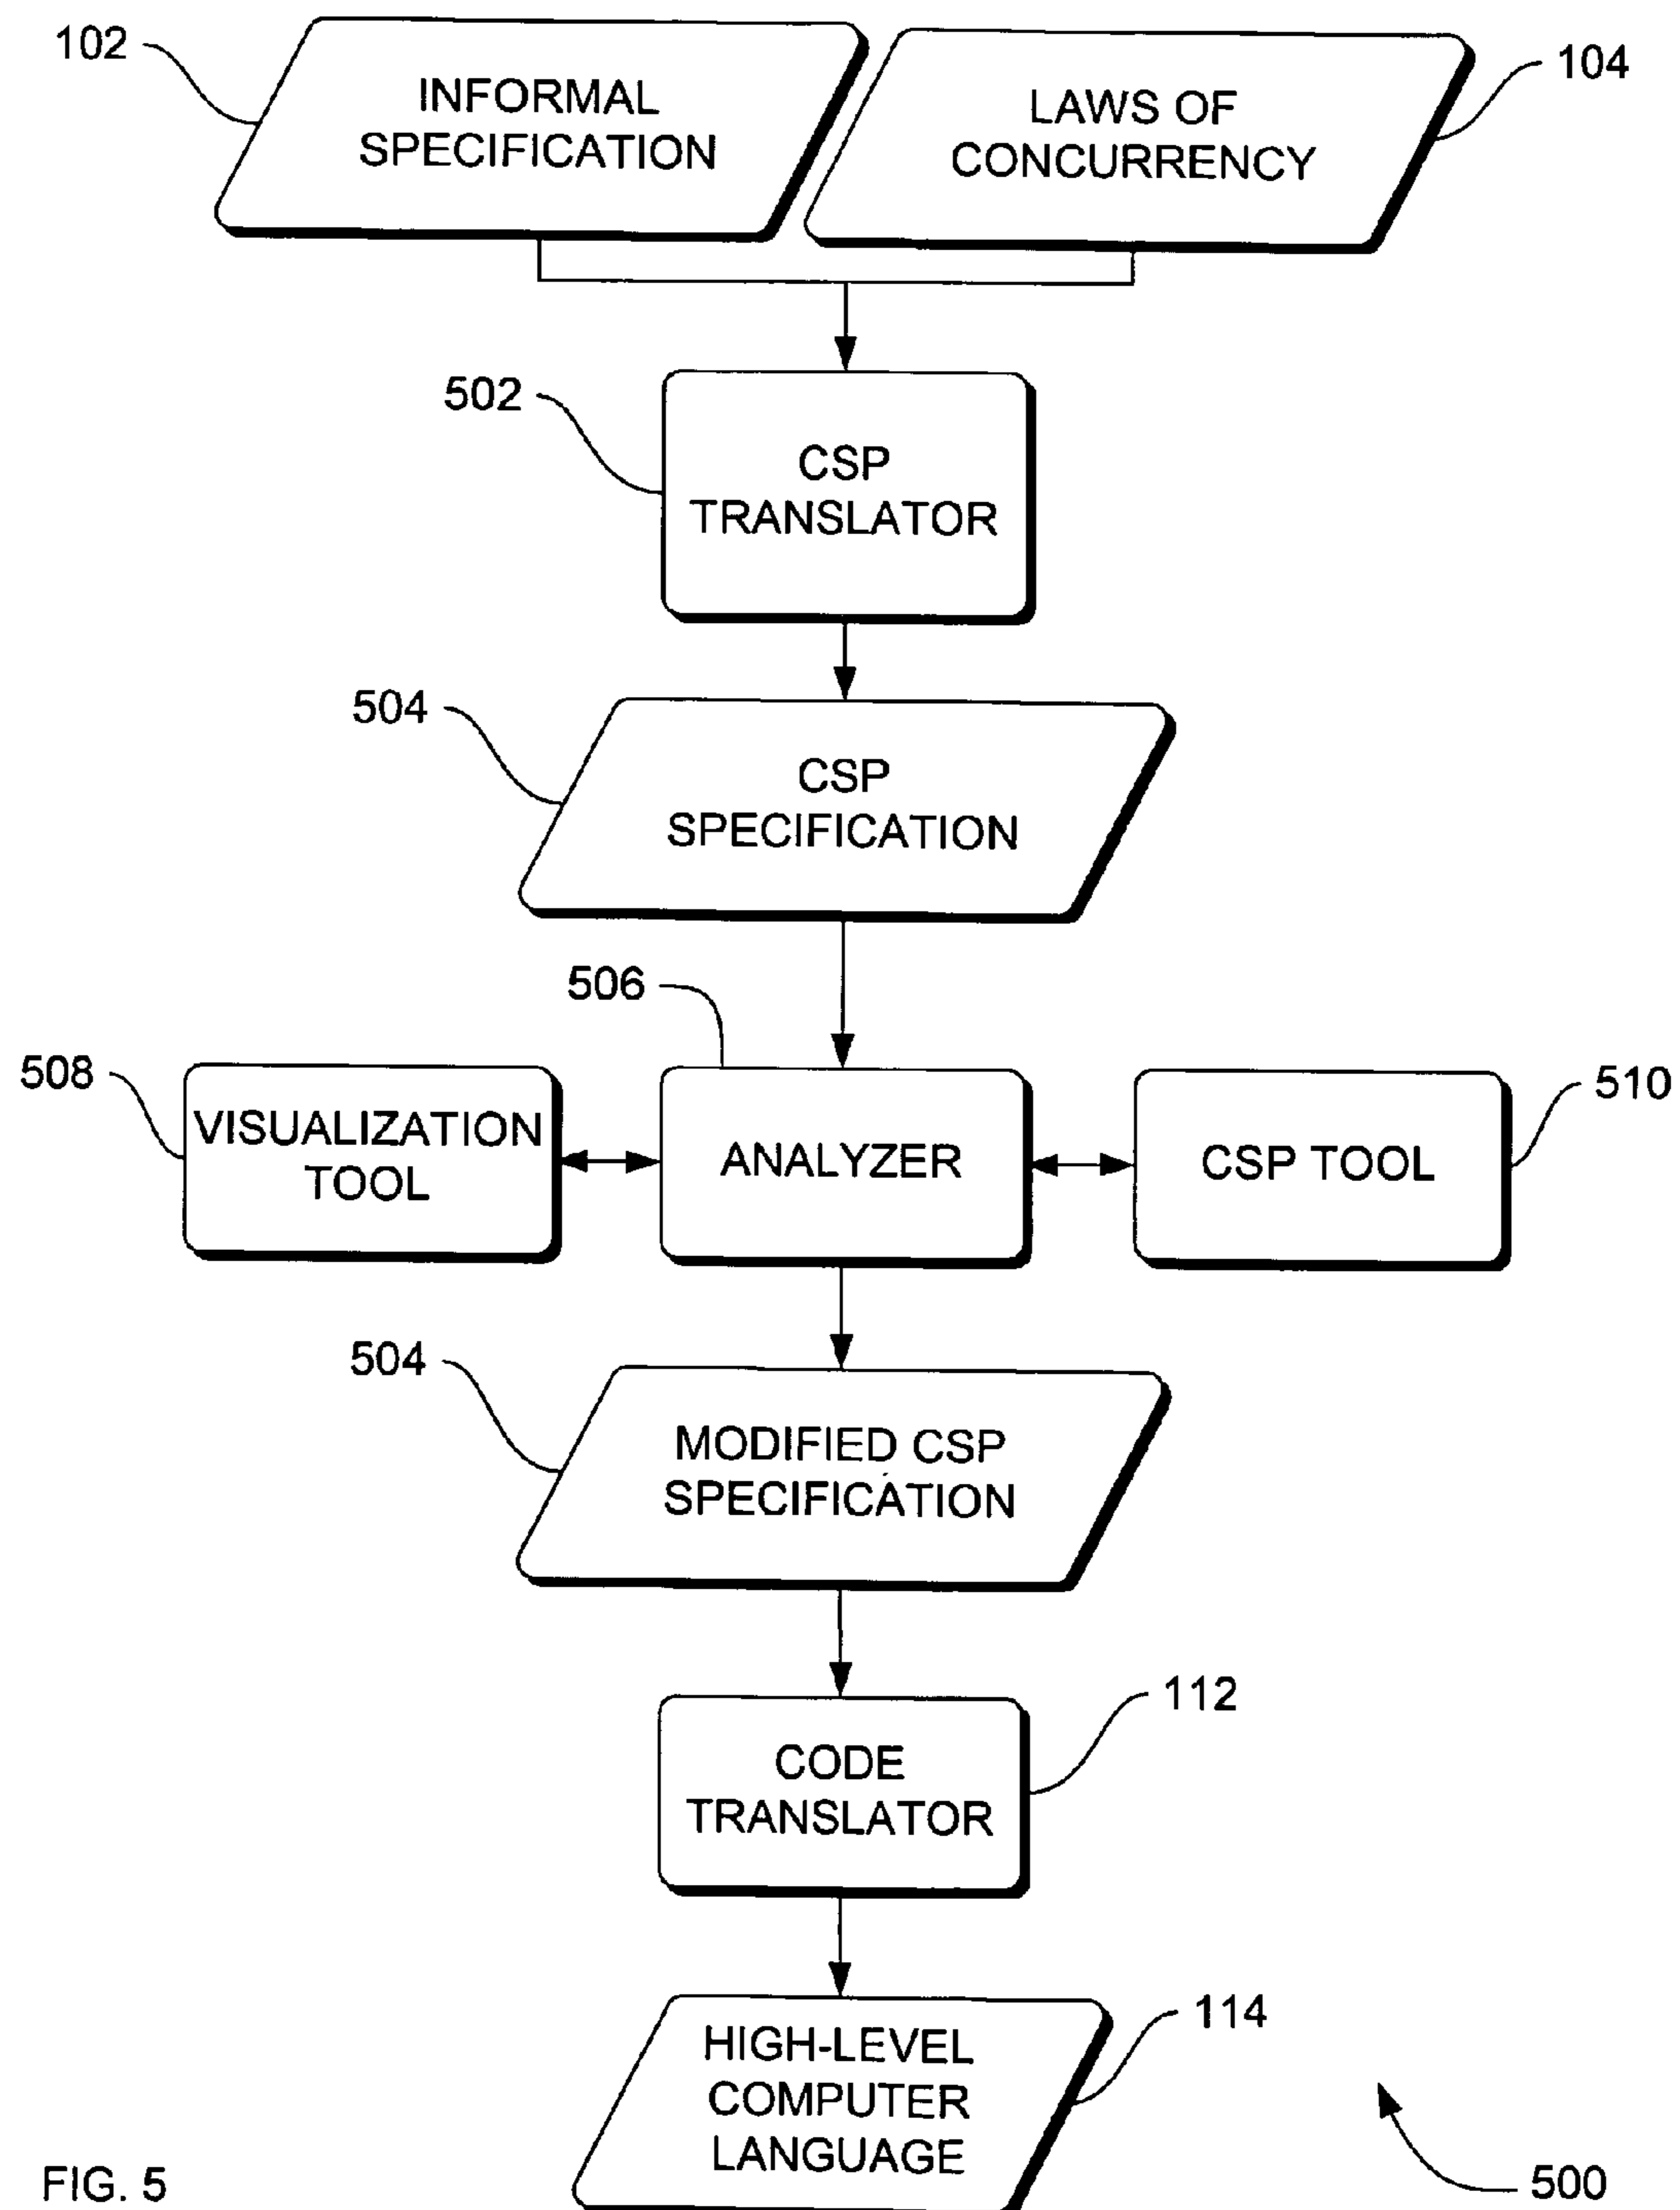 102
INFORMAL
SPECIFICATION
LAWS OF
CONCURRENCY
104
502
CSP
TRANSLATOR
504
CSP
SPECIFICATION
506
508
VISUALIZATION
TOOL
ANALYZER
CSP TOOL
510
504
MODIFIED CSP
SPECIFICATION
112
CODE
TRANSLATOR
114
HIGH-LEVEL
COMPUTER
LANGUAGE
FIG. 5
500